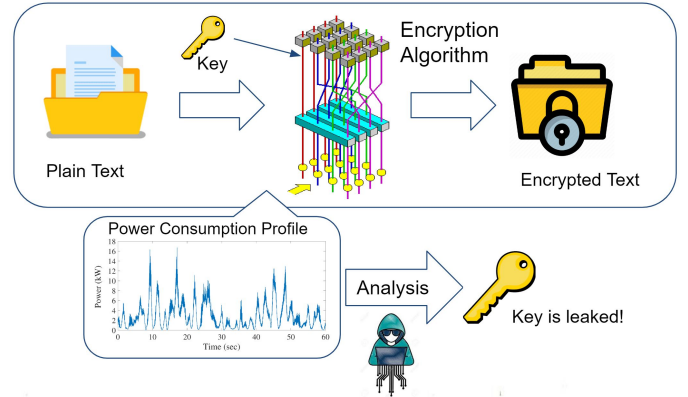 Key
Encryption
Algorithm
Plain Text
Encrypted Text
Power Consumption Profile
18
16
14
12
10
8
6
4
2
0
Power (kW)
0 10 20 30 40 50 60
Time (sec)
Analysis
Key is leaked!